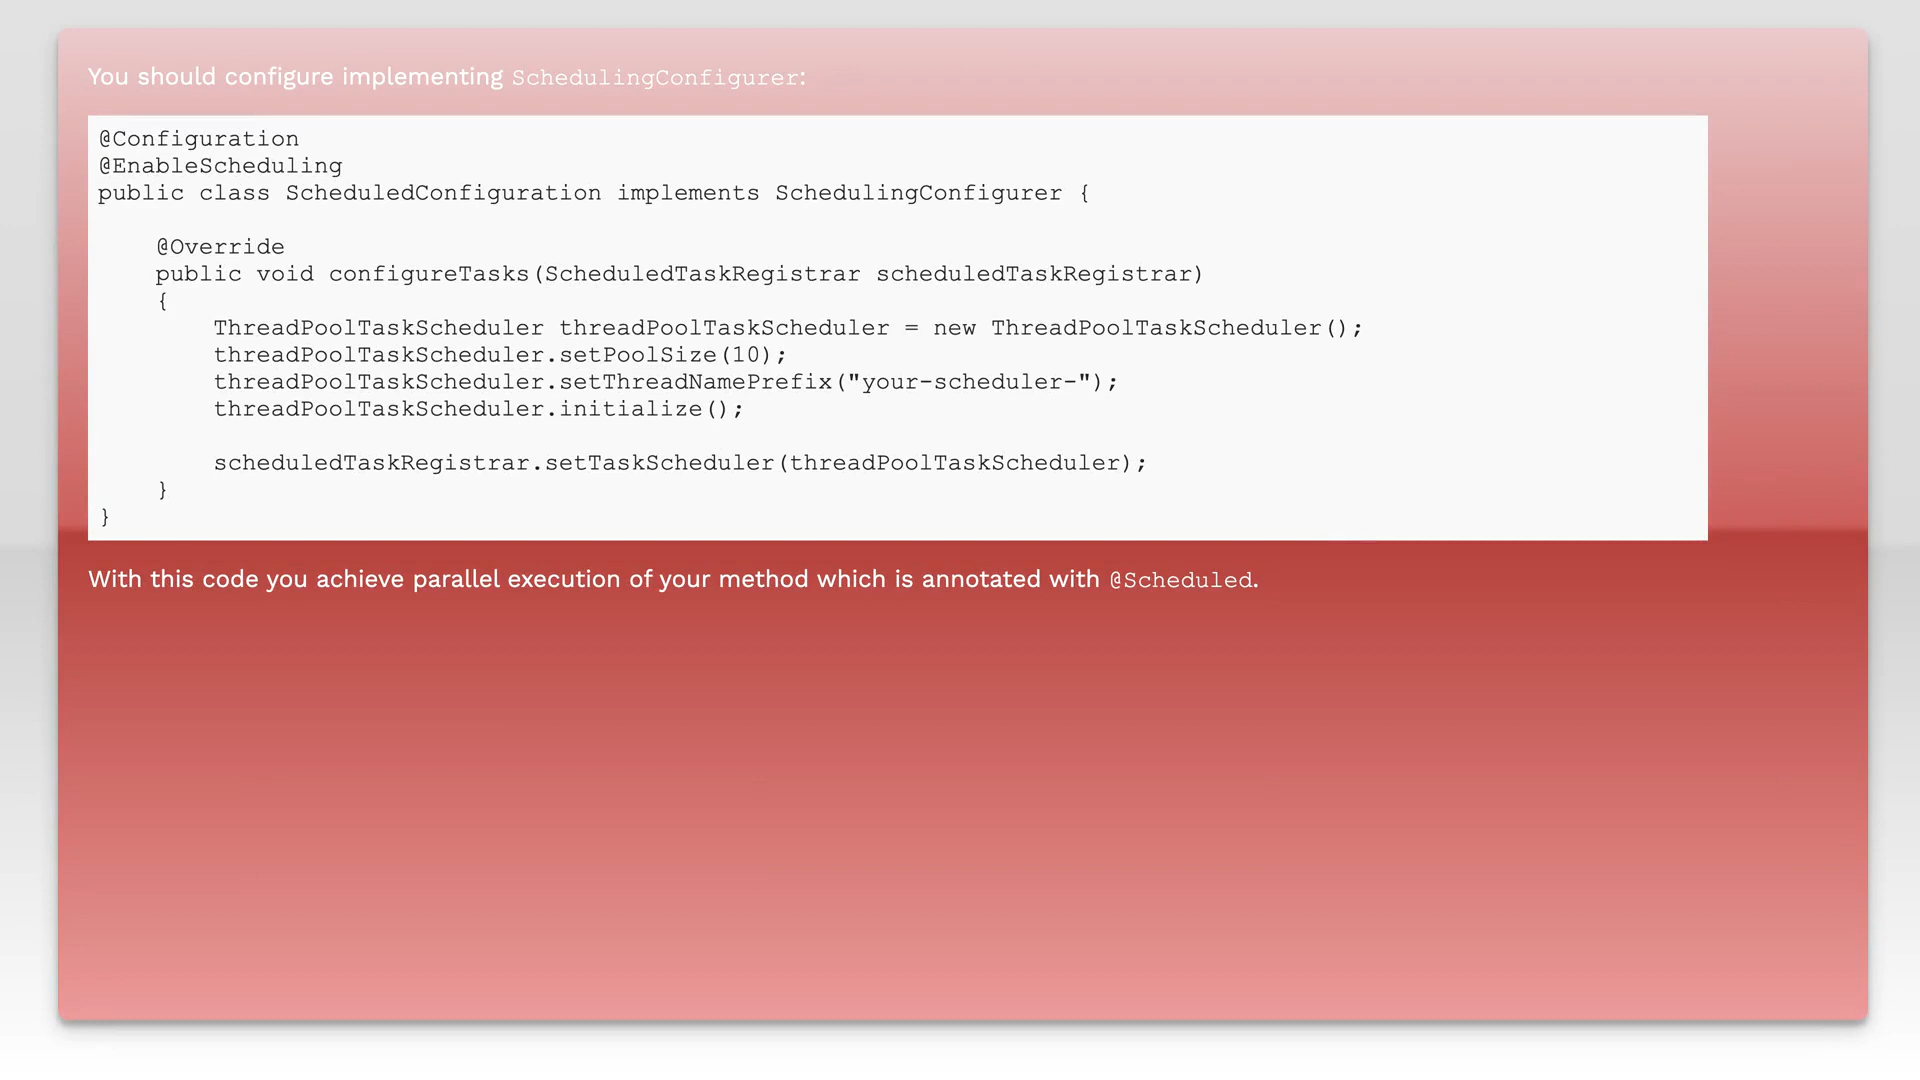 You should configure implementing SchedulingConfigurer:
@Configuration
@EnableScheduling
public class ScheduledConfiguration implements SchedulingConfigurer {
@Override
public void configureTasks(ScheduledTaskRegistrar scheduledTaskRegistrar)
{
ThreadPoolTaskScheduler threadPoolTaskScheduler = new ThreadPoolTaskScheduler();
threadPoolTaskScheduler.setPoolSize(10);
threadPoolTaskScheduler.setThreadNamePrefix("your-scheduler-");
threadPoolTaskScheduler.initialize();
scheduledTaskRegistrar.setTaskScheduler(threadPoolTaskScheduler);
}
}
With this code you achieve parallel execution of your method which is annotated with @Scheduled.